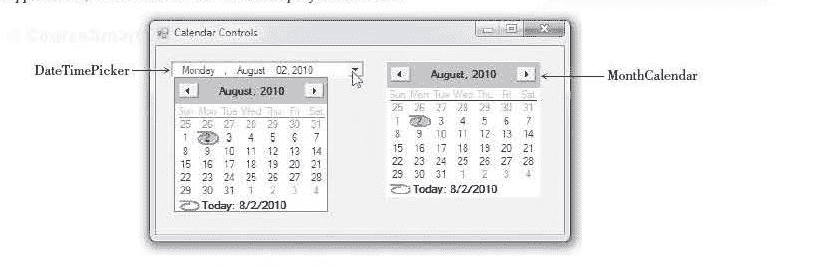 Calendar Controls
DateTimePicker
Monday , August 02, 2010
August, 2010
Sun Mon Tue Wed Thu Fri Sat
25 26 27 28 29 30 31
1 2 3 4 5 6 7
8 9 10 11 12 13 14
15 16 17 18 19 20 21
22 23 24 25 26 27 28
29 30 31 1 2 3 4
Today: 8/2/2010
August, 2010
MonthCalendar
Sun Mon Tue Wed Thu Fri Sat
25 26 27 28 29 30 31
1 2 3 4 5 6 7
8 9 10 11 12 13 14
15 16 17 18 19 20 21
22 23 24 25 26 27 28
29 30 31 1 2 3 4
Today: 8/2/2010